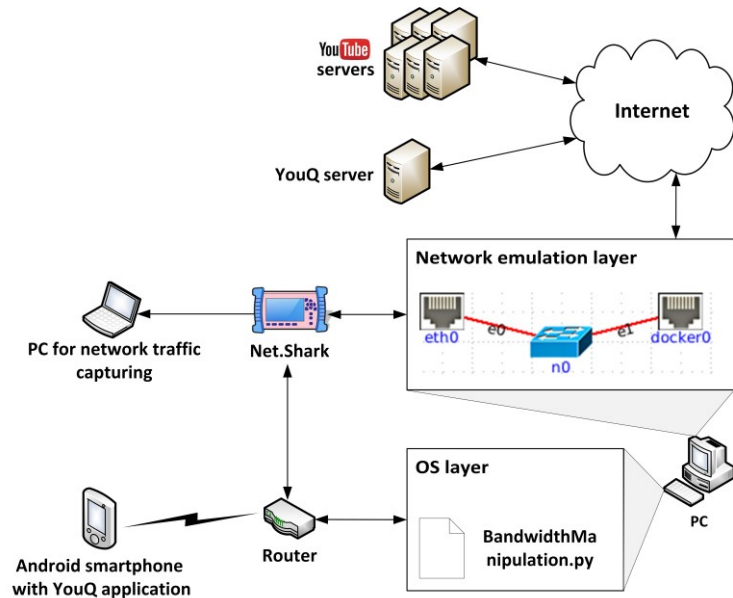 YouTube
servers
Internet
YouQ server
Network emulation layer
eth0
e0
n0
e1
docker0
PC for network traffic
capturing
Net.Shark
OS layer
BandwidthMa
nipulation.py
PC
Router
Android smartphone
with YouQ application